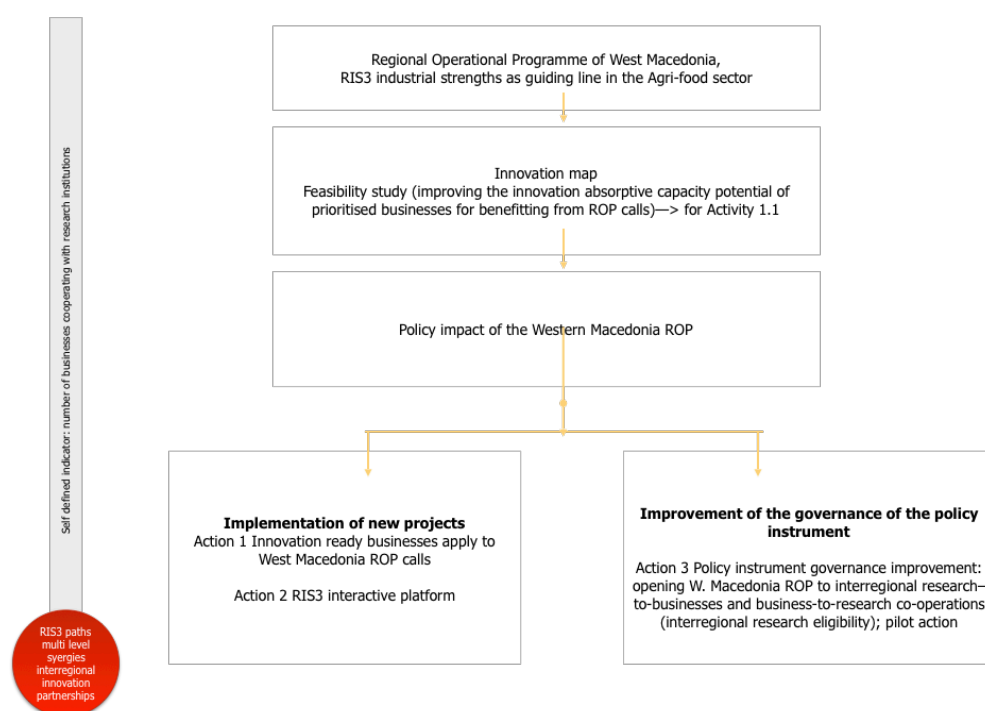 Regional Operational Programme of West Macedonia,
RIS3 industrial strengths as guiding line in the Agri-food sector
Innovation map
Feasibility study (improving the innovation absorptive capacity potential of
prioritised businesses for benefitting from ROP calls)—> for Activity 1.1
Policy impact of the Western Macedonia ROP
Implementation of new projects
Action 1 Innovation ready businesses apply to
West Macedonia ROP calls
Action 2 RIS3 interactive platform
Improvement of the governance of the policy
instrument
Action 3 Policy instrument governance improvement:
opening W. Macedonia ROP to interregional research—
to-businesses and business-to-research co-operations
(interregional research eligibility); pilot action
Self defined indicator: number of businesses cooperating with research institutions
RIS3 paths
multi level
syergies
interregional
innovation
partnerships